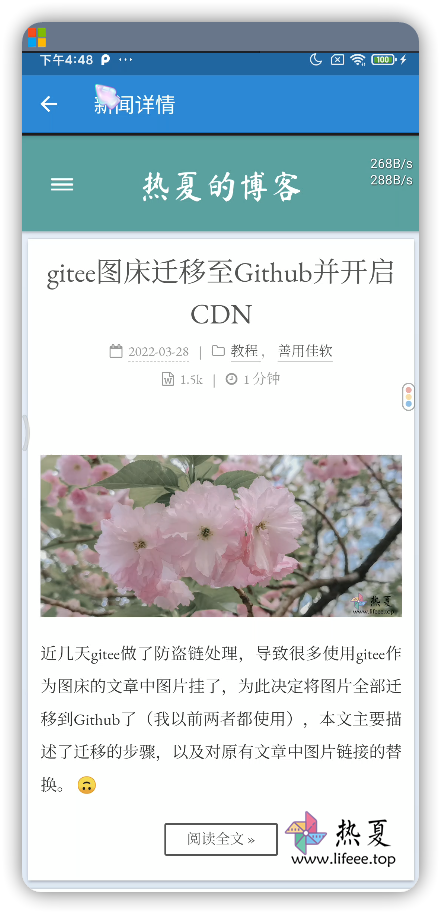 下午4:48 ···
100
新闻详情
268B/s
288B/s
热夏的博客
gitee图床迁移至Github并开启
CDN
2022-03-28 | 教程, 善用佳软
1.5k | 1 分钟
热夏
www.lifeee.top
近几天gitee做了防盗链处理，导致很多使用gitee作
为图床的文章中图片挂了，为此决定将图片全部迁
移到Github了（我以前两者都使用），本文主要描
述了迁移的步骤，以及对原有文章中图片链接的替
换。🙃
阅读全文 »
热夏
www.lifeee.top